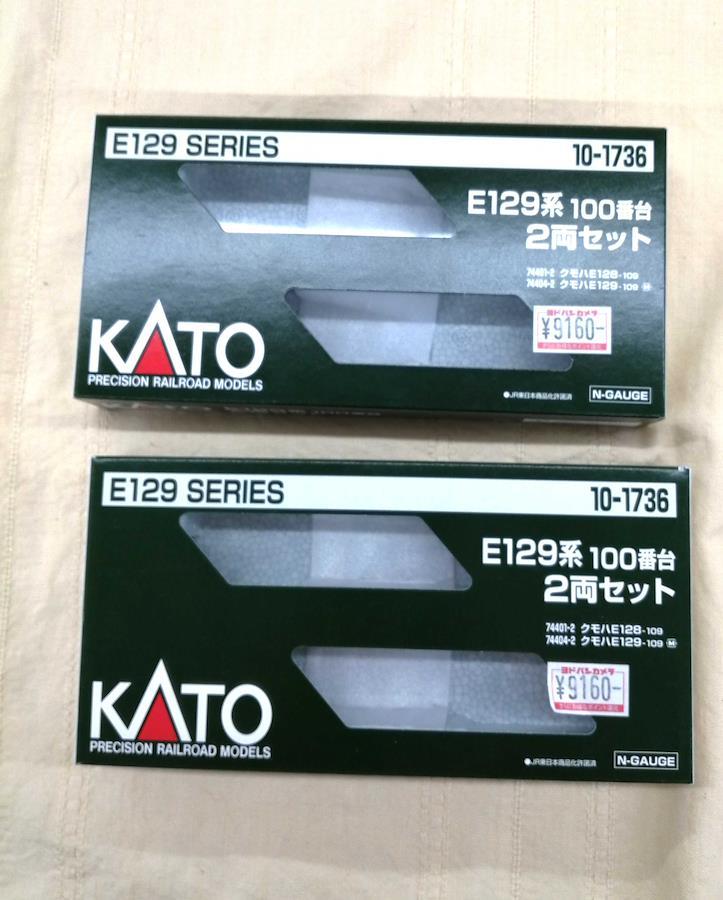 E129 SERIES
10-1736
E129系 100番台
2両セット
74401-2 クモハE128-109
74404-2 クモハE129-109 M
ヨドバシカメラ
¥9160-
KATO
PRECISION RAILROAD MODELS
●JR東日本商品化許諾済
N-GAUGE
E129 SERIES
10-1736
E129系 100番台
2両セット
74401-2 クモハE128-109
74404-2 クモハE129-109 M
ヨドバシカメラ
¥9160-
KATO
PRECISION RAILROAD MODELS
●JR東日本商品化許諾済
N-GAUGE